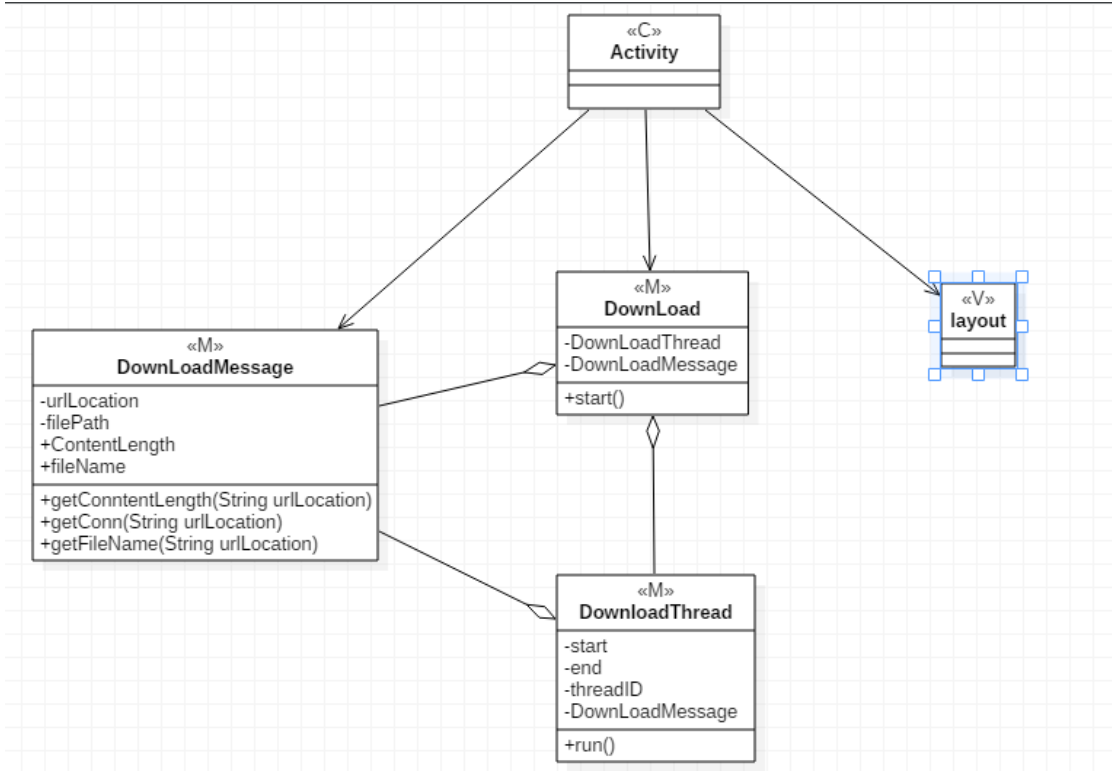 «C»
Activity
«M»
DownLoad
-DownLoadThread
-DownLoadMessage
+start()
«V»
layout
«M»
DownLoadMessage
-urlLocation
-filePath
+ContentLength
+fileName
+getConntentLength(String urlLocation)
+getConn(String urlLocation)
+getFileName(String urlLocation)
«M»
DownloadThread
-start
-end
-threadID
-DownLoadMessage
+run()